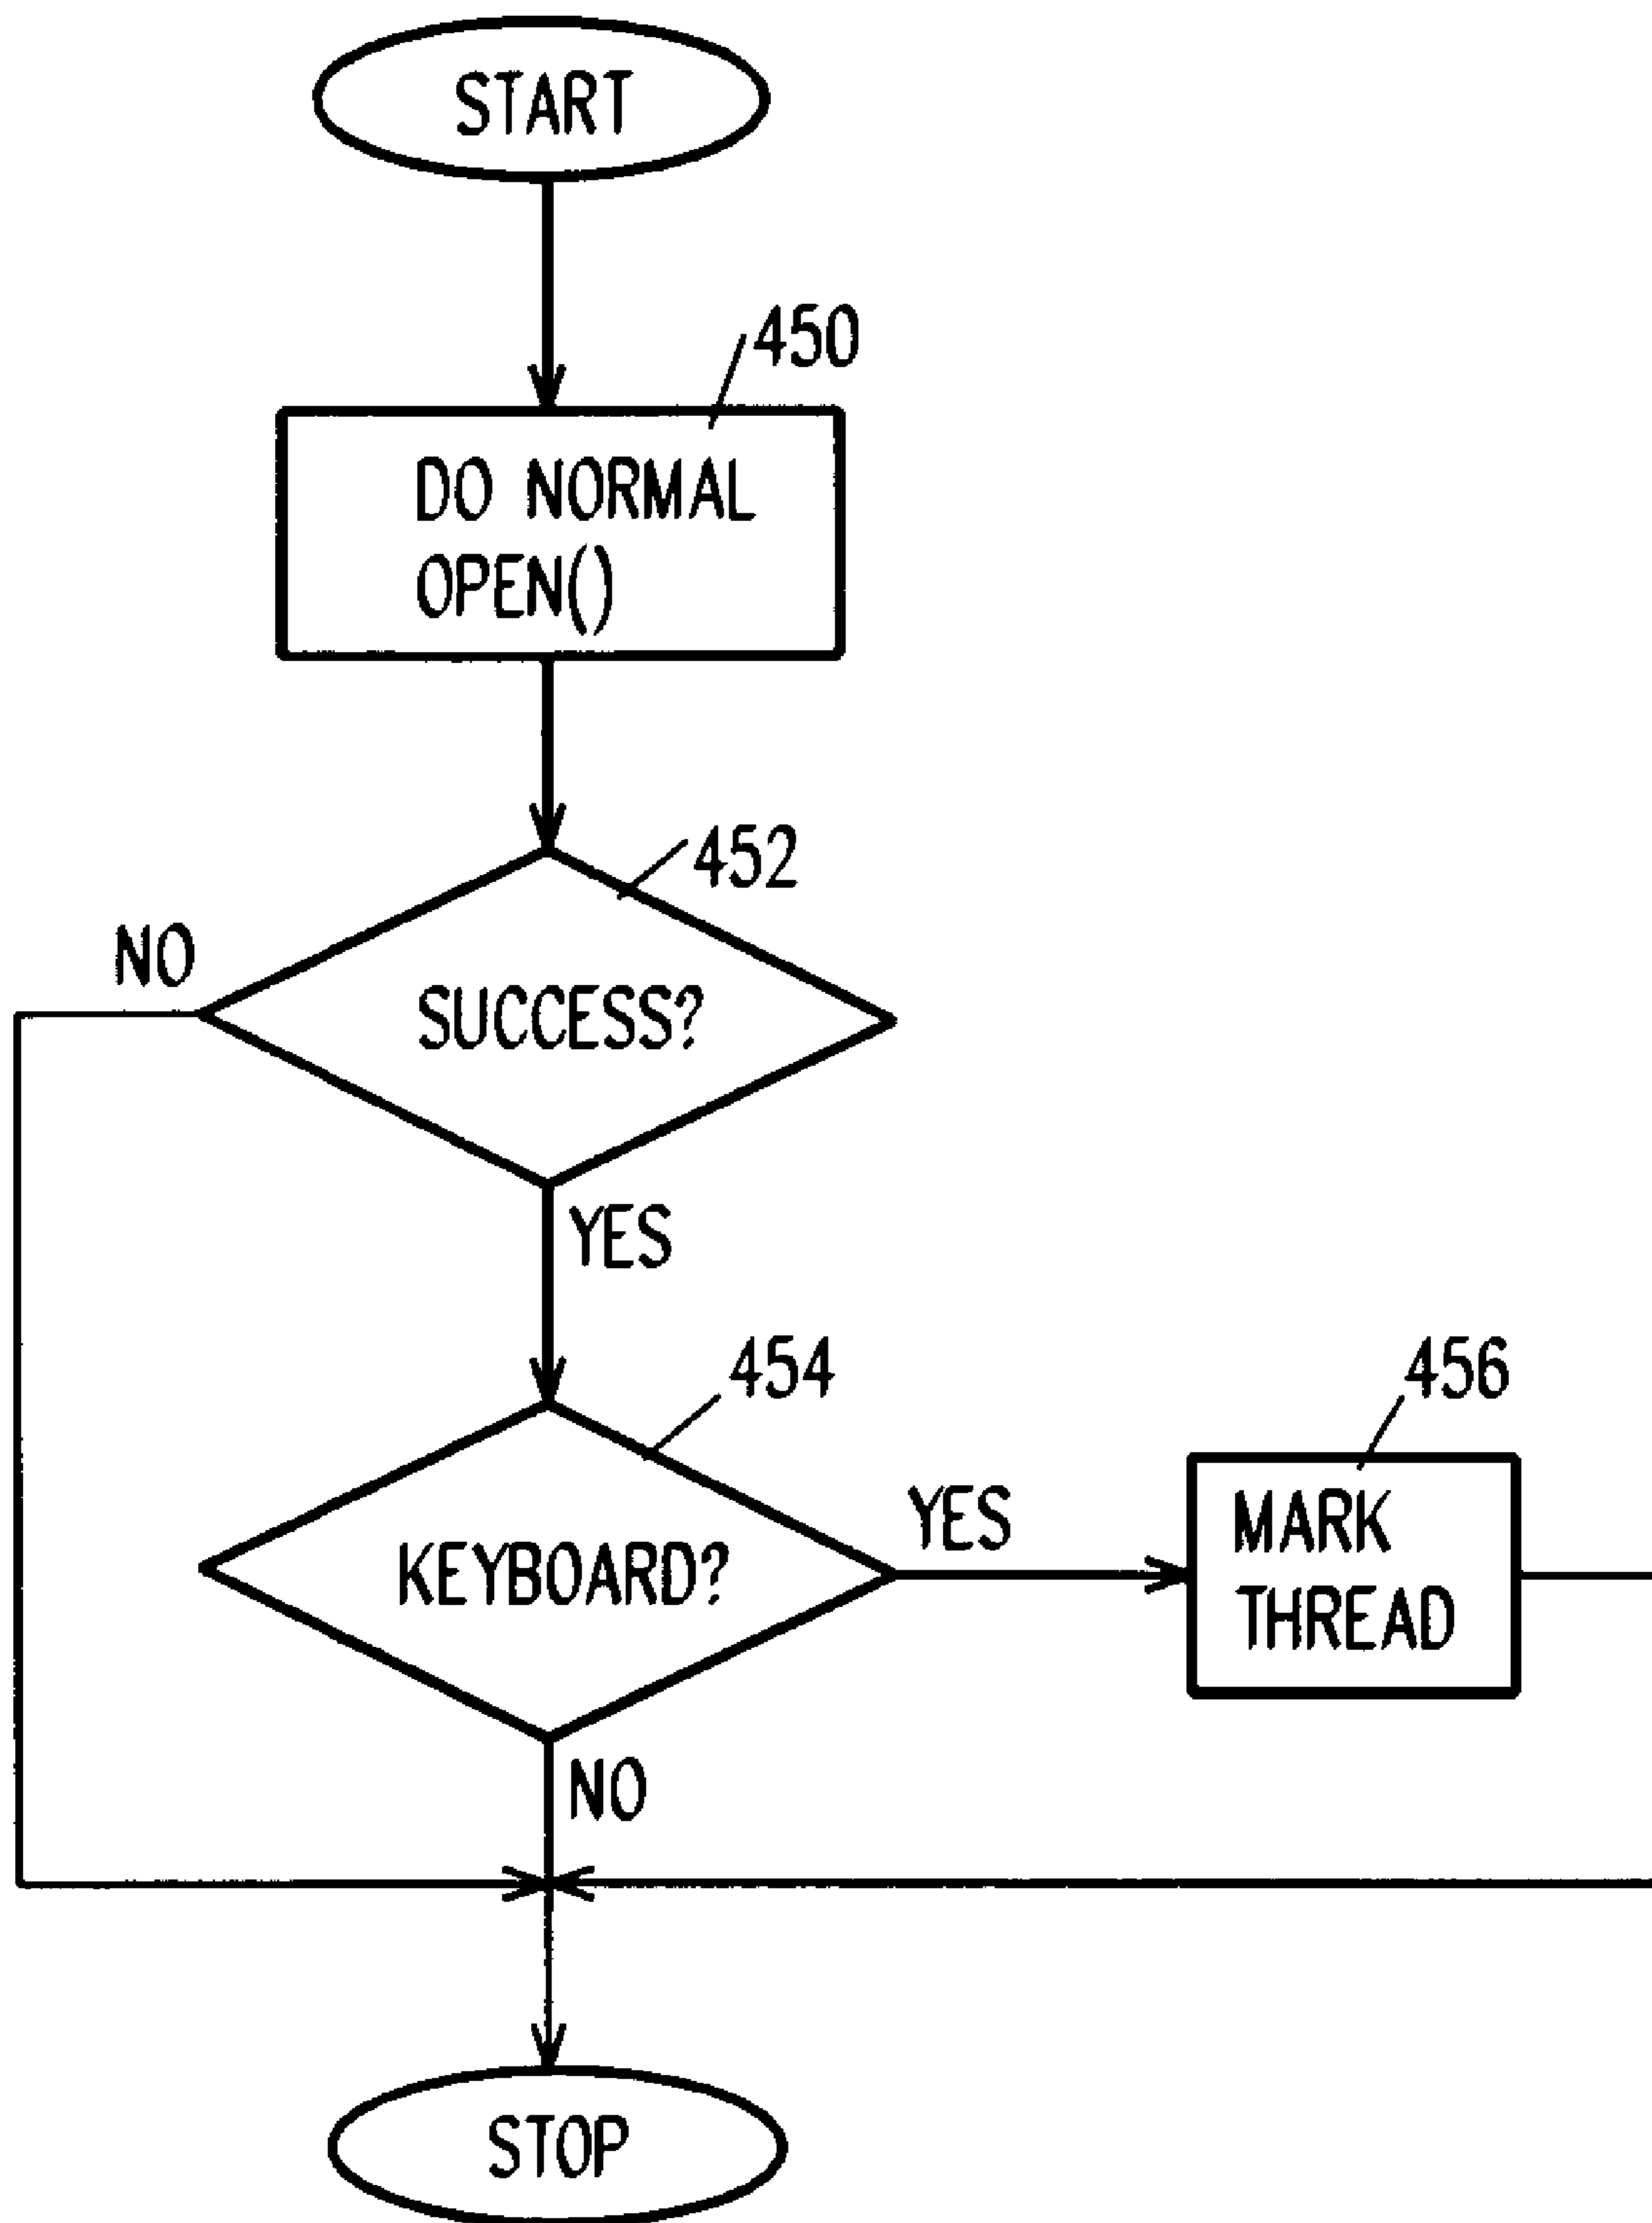 START
450
DO NORMAL
OPEN()
452
NO
SUCCESS?
YES
454
456
KEYBOARD?
YES
MARK
THREAD
NO
STOP